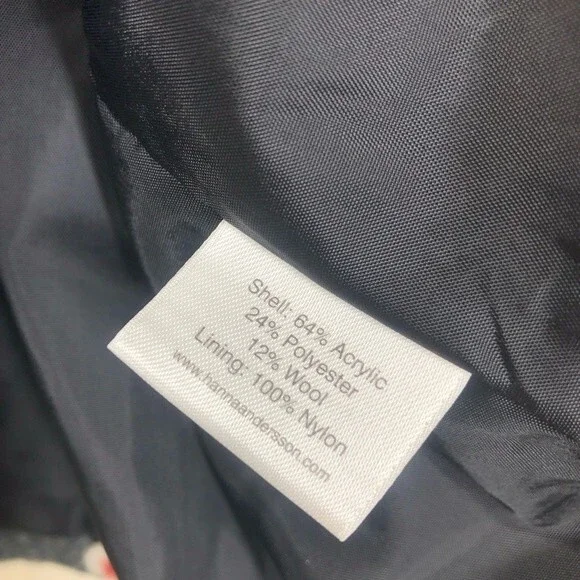 Shell: 64% Acrylic
24% Polyester
12% Wool
Lining: 100% Nylon
www.hannaandersson.com